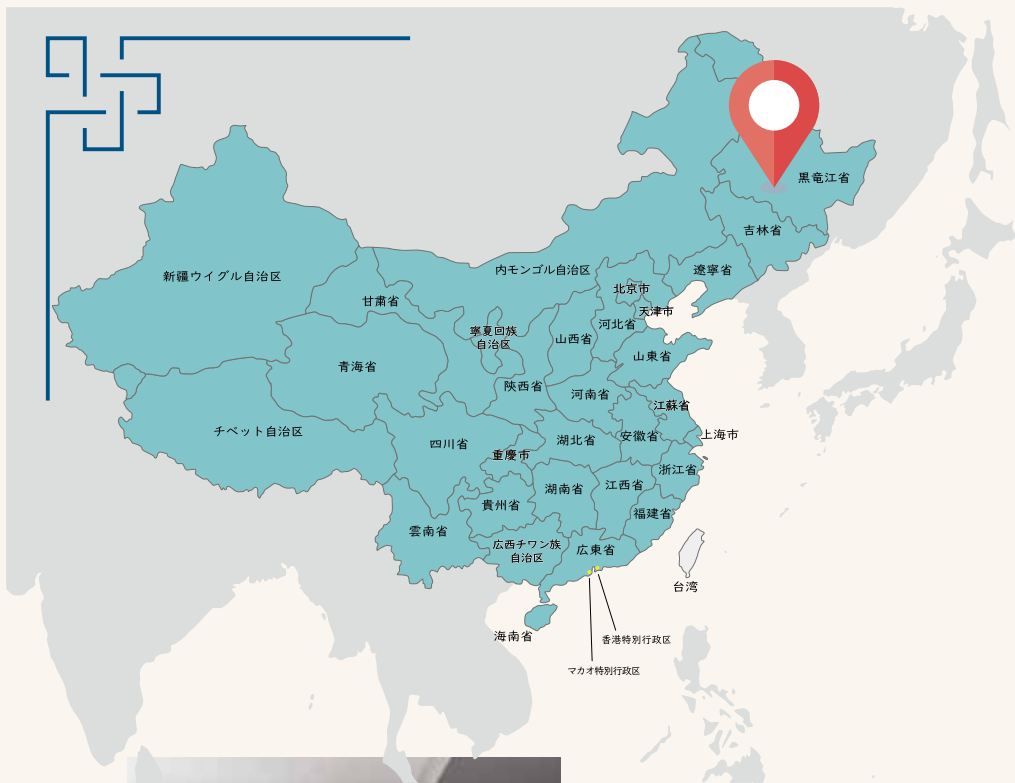 黒竜江省
吉林省
内モンゴル自治区
遼寧省
新疆ウイグル自治区
北京市
甘粛省
天津市
河北省
寧夏回族
自治区
山西省
山東省
青海省
陝西省
河南省
江蘇省
チベット自治区
上海市
四川省
湖北省
安徽省
重慶市
浙江省
湖南省
江西省
貴州省
福建省
雲南省
広西チワン族
自治区
広東省
台湾
海南省
香港特別行政区
マカオ特別行政区